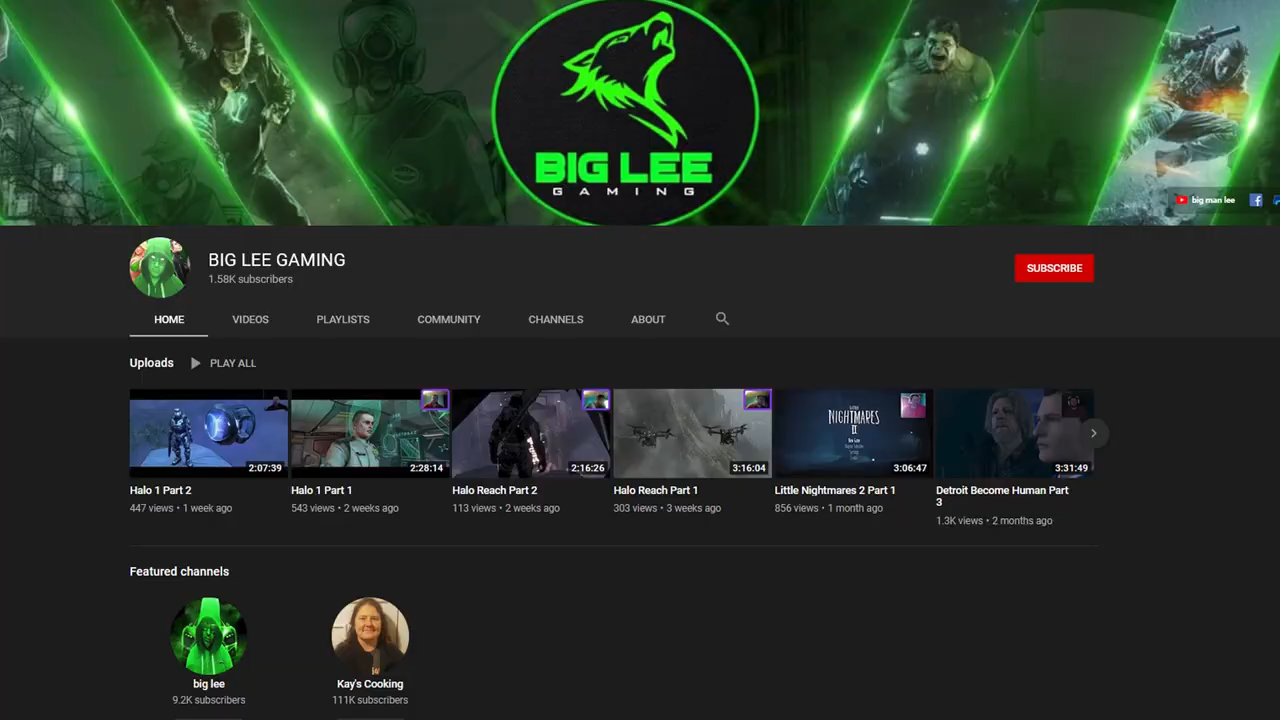 BIG LEE
GAMING
big man lee
BIG LEE GAMING
1.58K subscribers
SUBSCRIBE
HOME VIDEOS PLAYLISTS COMMUNITY CHANNELS ABOUT
Uploads PLAY ALL
NIGHTMARES
II
2:07:39 2:28:14 2:16:26 3:16:04 3:06:47 3:31:49
Halo 1 Part 2 Halo 1 Part 1 Halo Reach Part 2 Halo Reach Part 1 Little Nightmares 2 Part 1 Detroit Become Human Part
3
447 views • 1 week ago 543 views • 2 weeks ago 113 views • 2 weeks ago 303 views • 3 weeks ago 856 views • 1 month ago
1.3K views • 2 months ago
Featured channels
big lee Kay's Cooking
9.2K subscribers 111K subscribers